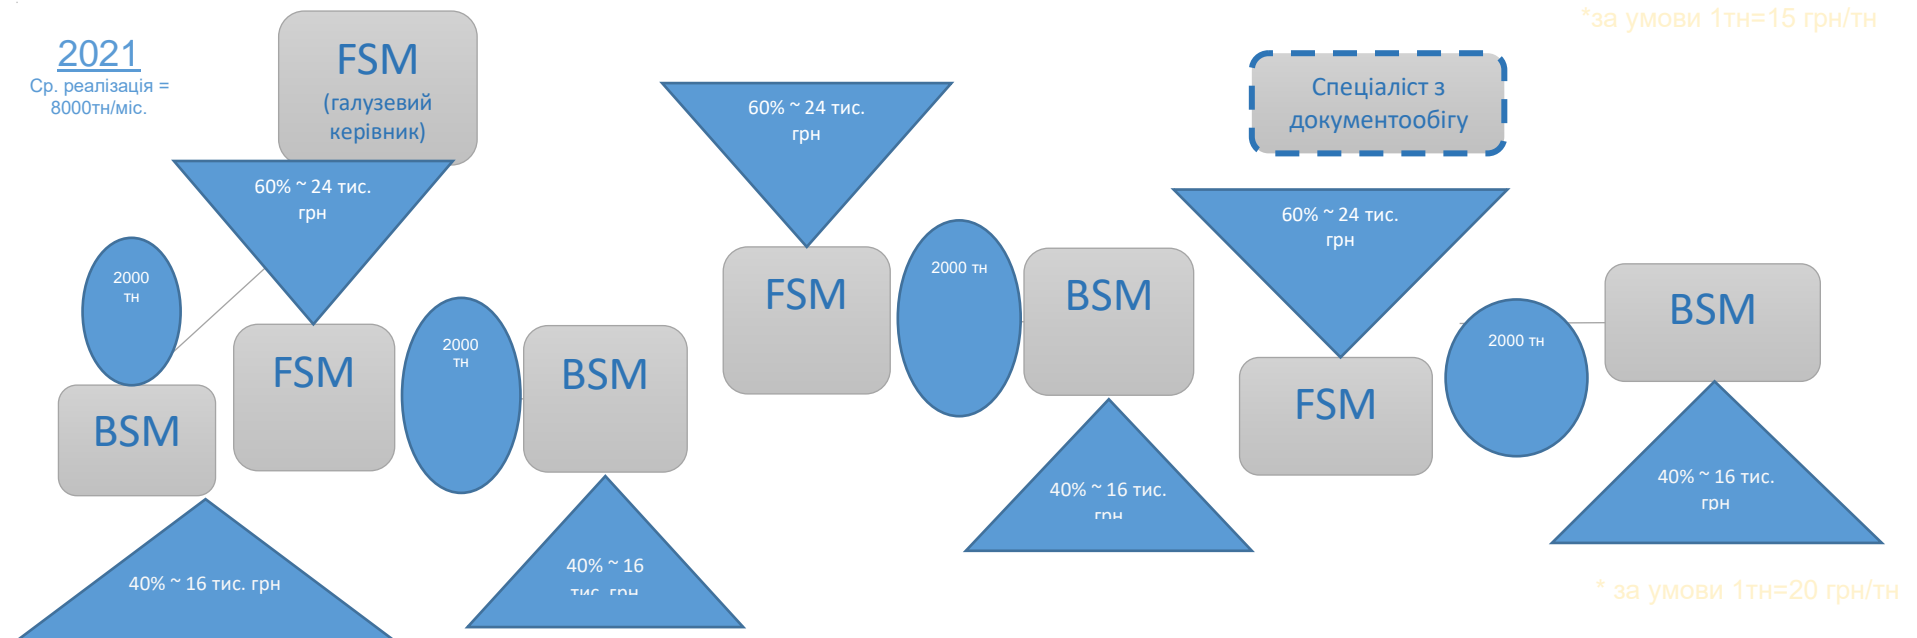 *за умови 1тн=15 грн/тн
2021
Ср. реалізація =
8000тн/міс.
FSM
(галузевий
керівник)
60% ~ 24 тис.
грн
Спеціаліст з
документообігу
60% ~ 24 тис.
грн
60% ~ 24 тис.
грн
2000
тн
FSM
2000 тн
BSM
BSM
2000
тн
2000 тн
FSM
BSM
FSM
BSM
40% ~ 16 тис.
грн
40% ~ 16 тис.
грн
40% ~ 16
тис. грн
40% ~ 16 тис. грн
* за умови 1тн=20 грн/тн